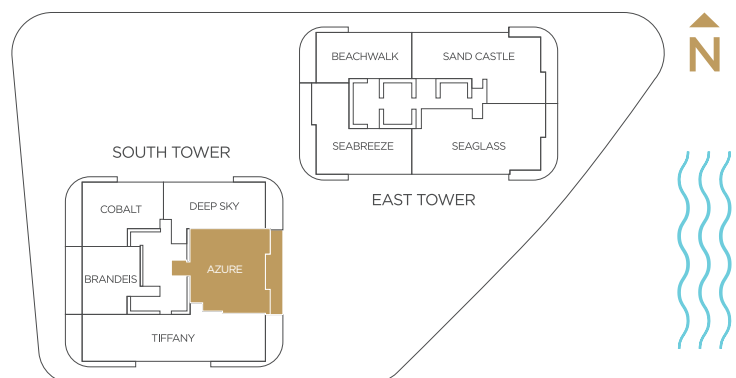 N
BEACHWALK
SAND CASTLE
SEABREEZE
SEAGLASS
EAST TOWER
SOUTH TOWER
COBALT
DEEP SKY
BRANDEIS
AZURE
TIFFANY